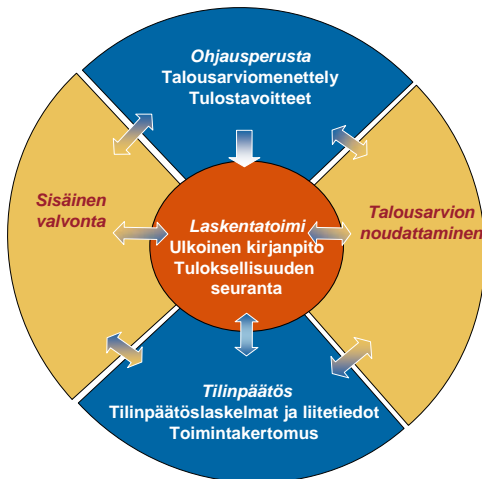 Ohjausperusta
Talousarviomenettely
Tulostavoitteet
Sisäinen
valvonta
Laskentatoimi
Ulkoinen kirjanpito
Tuloksellisuuden
seuranta
Talousarvion
noudattaminen
Tilinpäätös
Tilinpäätöslaskelmat ja liitetiedot
Toimintakertomus